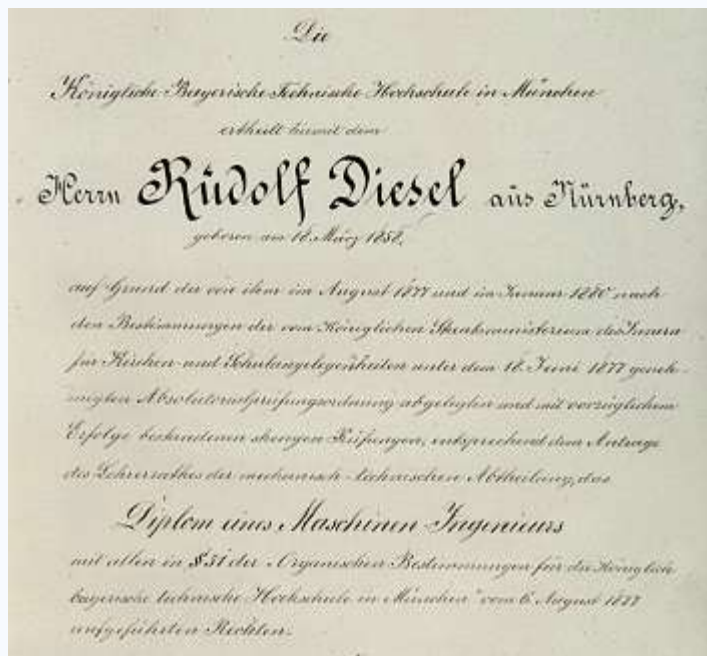 Die
Königliche Bayerische Technische Hochschule in München
ertheilt hiermit dem
Herrn Rudolf Diesel aus Nürnberg,
geboren am 18. März 1858,
auf Grund der von ihm im August 1877 und im Januar 1880 nach
den Bestimmungen der vom Königlichen Staatsministerium des Innern
für Kirchen- und Schulangelegenheiten unter dem 18. Juni 1877 geneh-
migten Absolutorialprüfungsordnung abgelegten und mit vorzüglichem
Erfolge bestandenen strengen Prüfungen, entsprechend dem Antrage
des Lehrerrathes der mechanisch-technischen Abtheilung, das
Diplom eines Maschinen-Ingenieurs
mit allen in § 31 der „Organischen Bestimmungen für die Königlich
bayerische technische Hochschule in München" vom 6. August 1877
aufgeführten Rechten.